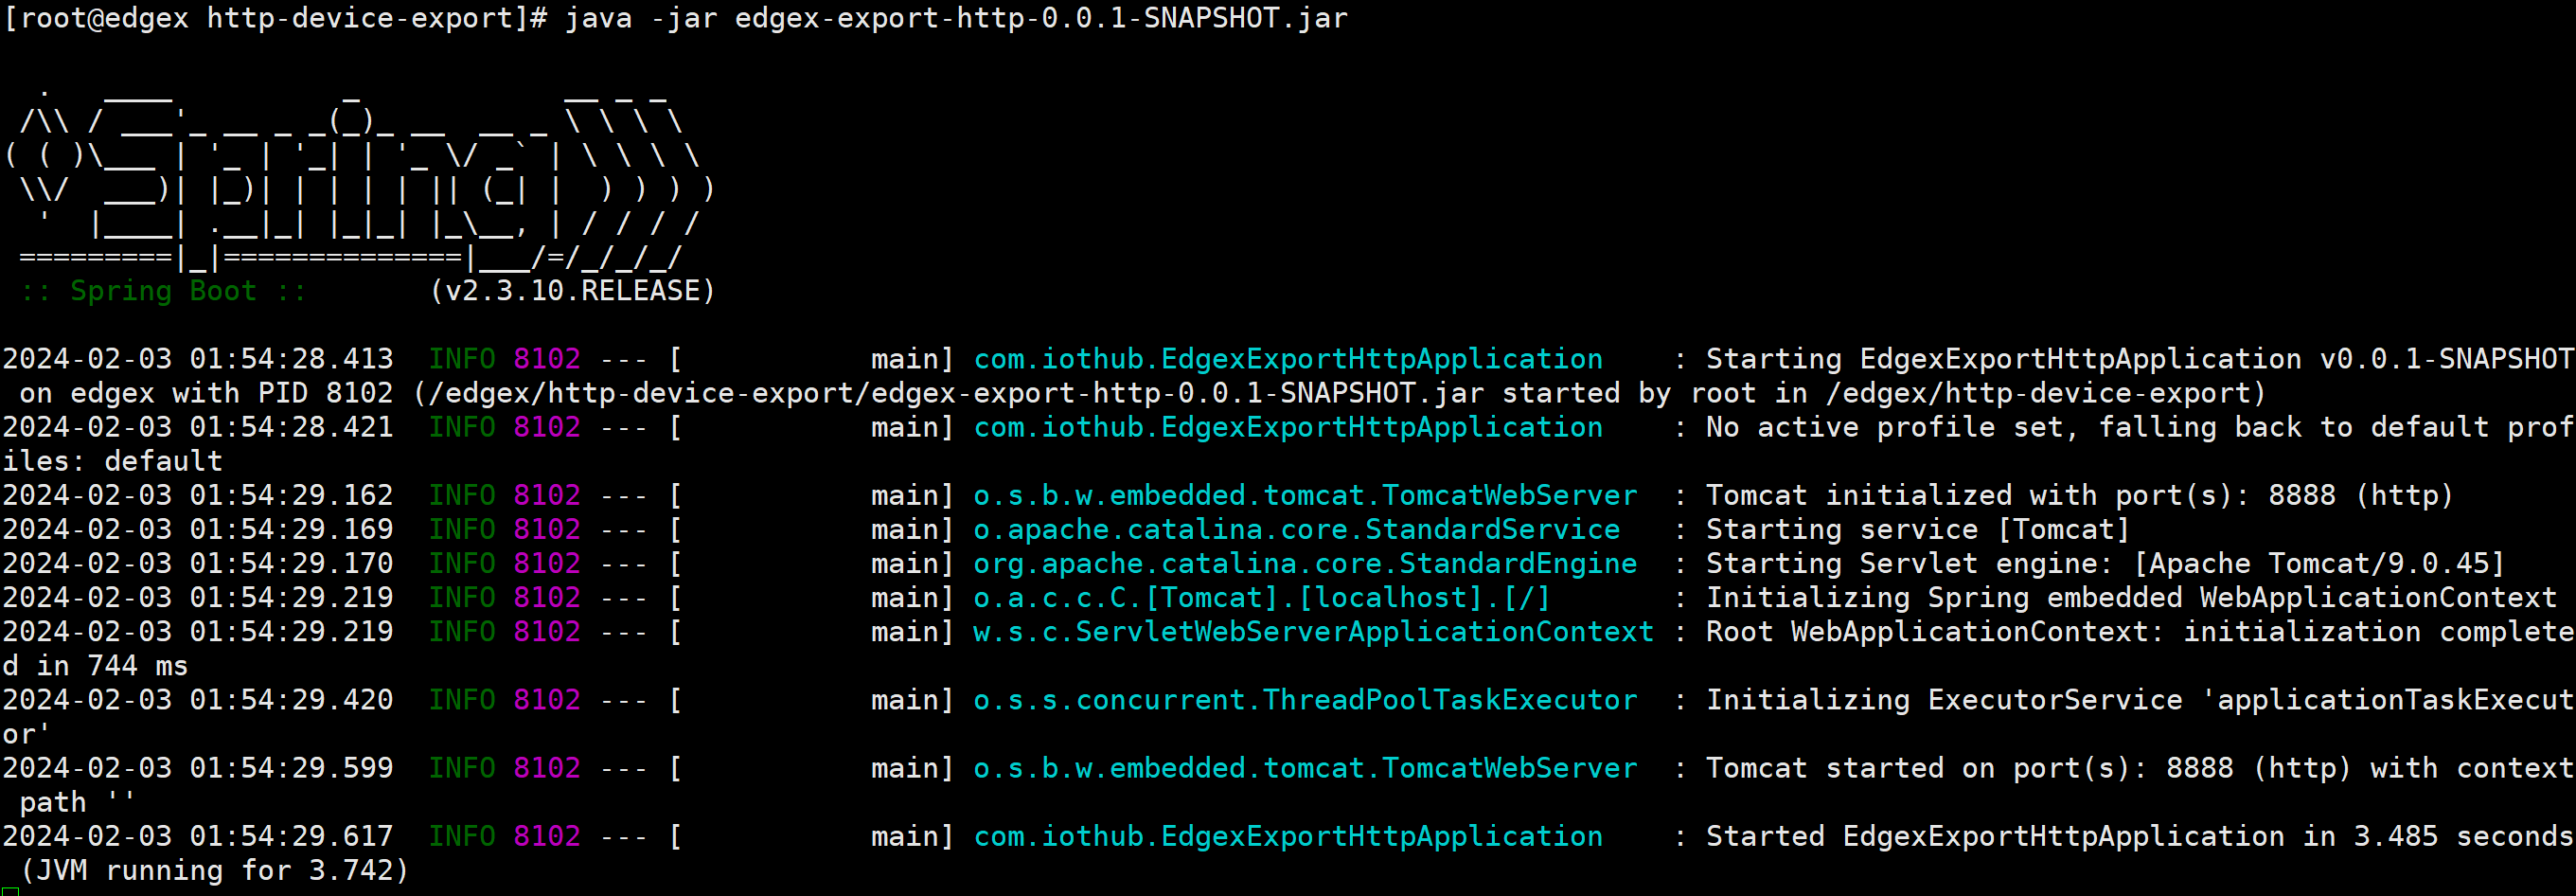 [root@edgex http-device-export]# java -jar edgex-export-http-0.0.1-SNAPSHOT.jar
  .   ____          _            __ _ _
 /\\ / ___'_ __ _ _(_)_ __  __ _ \ \ \ \
( ( )\___ | '_ | '_| | '_ \/ _` | \ \ \ \
 \\/  ___)| |_)| | | | | || (_| |  ) ) ) )
  '  |____| .__|_| |_|_| |_\__, | / / / /
 =========|_|==============|___/=/_/_/_/
 :: Spring Boot ::       (v2.3.10.RELEASE)
2024-02-03 01:54:28.413  INFO 8102 --- [           main] com.iothub.EdgexExportHttpApplication    : Starting EdgexExportHttpApplication v0.0.1-SNAPSHOT
 on edgex with PID 8102 (/edgex/http-device-export/edgex-export-http-0.0.1-SNAPSHOT.jar started by root in /edgex/http-device-export)
2024-02-03 01:54:28.421  INFO 8102 --- [           main] com.iothub.EdgexExportHttpApplication    : No active profile set, falling back to default prof
iles: default
2024-02-03 01:54:29.162  INFO 8102 --- [           main] o.s.b.w.embedded.tomcat.TomcatWebServer  : Tomcat initialized with port(s): 8888 (http)
2024-02-03 01:54:29.169  INFO 8102 --- [           main] o.apache.catalina.core.StandardService   : Starting service [Tomcat]
2024-02-03 01:54:29.170  INFO 8102 --- [           main] org.apache.catalina.core.StandardEngine  : Starting Servlet engine: [Apache Tomcat/9.0.45]
2024-02-03 01:54:29.219  INFO 8102 --- [           main] o.a.c.c.C.[Tomcat].[localhost].[/]       : Initializing Spring embedded WebApplicationContext
2024-02-03 01:54:29.219  INFO 8102 --- [           main] w.s.c.ServletWebServerApplicationContext : Root WebApplicationContext: initialization complete
d in 744 ms
2024-02-03 01:54:29.420  INFO 8102 --- [           main] o.s.s.concurrent.ThreadPoolTaskExecutor  : Initializing ExecutorService 'applicationTaskExecut
or'
2024-02-03 01:54:29.599  INFO 8102 --- [           main] o.s.b.w.embedded.tomcat.TomcatWebServer  : Tomcat started on port(s): 8888 (http) with context
 path ''
2024-02-03 01:54:29.617  INFO 8102 --- [           main] com.iothub.EdgexExportHttpApplication    : Started EdgexExportHttpApplication in 3.485 seconds
 (JVM running for 3.742)